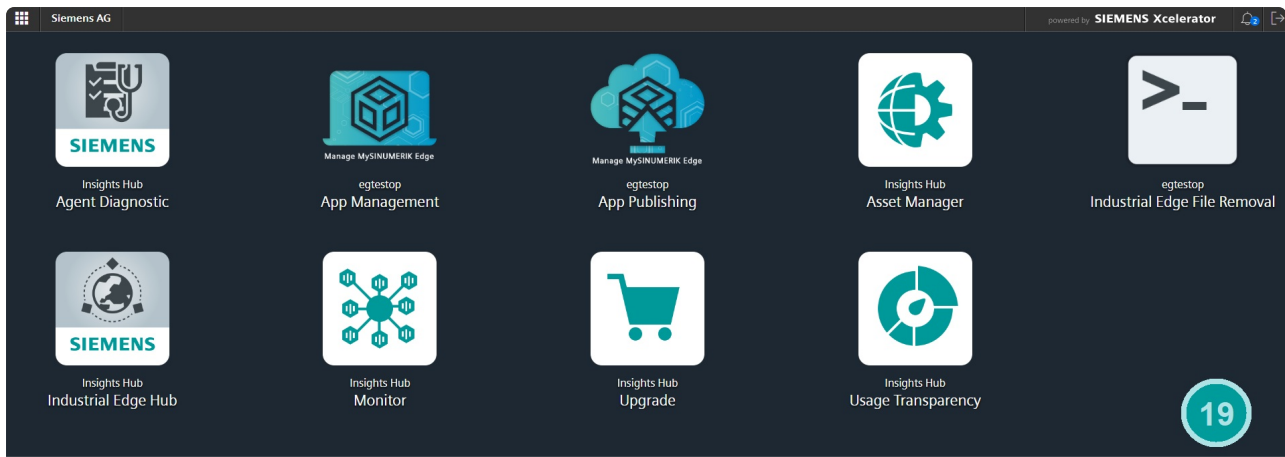 Siemens AG
powered by SIEMENS Xcelerator
2
SIEMENS
Insights Hub
Agent Diagnostic
Manage MySINUMERIK Edge
egtestop
App Management
Manage MySINUMERIK Edge
egtestop
App Publishing
Insights Hub
Asset Manager
>_
egtestop
Industrial Edge File Removal
SIEMENS
Insights Hub
Industrial Edge Hub
Insights Hub
Monitor
Insights Hub
Upgrade
Insights Hub
Usage Transparency
19